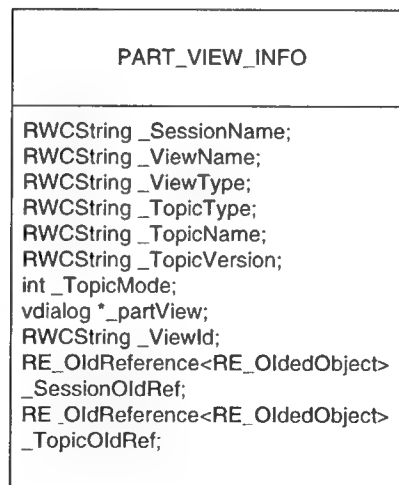 PART_VIEW_INFO
RWCString _SessionName;
RWCString _ViewName;
RWCString _ViewType;
RWCString _TopicType;
RWCString _TopicName;
RWCString _TopicVersion;
int _TopicMode;
vdialog *_partView;
RWCString _ViewId;
RE_OldReference<RE_OldedObject>
_SessionOldRef;
RE_OldReference<RE_OldedObject>
_TopicOldRef;